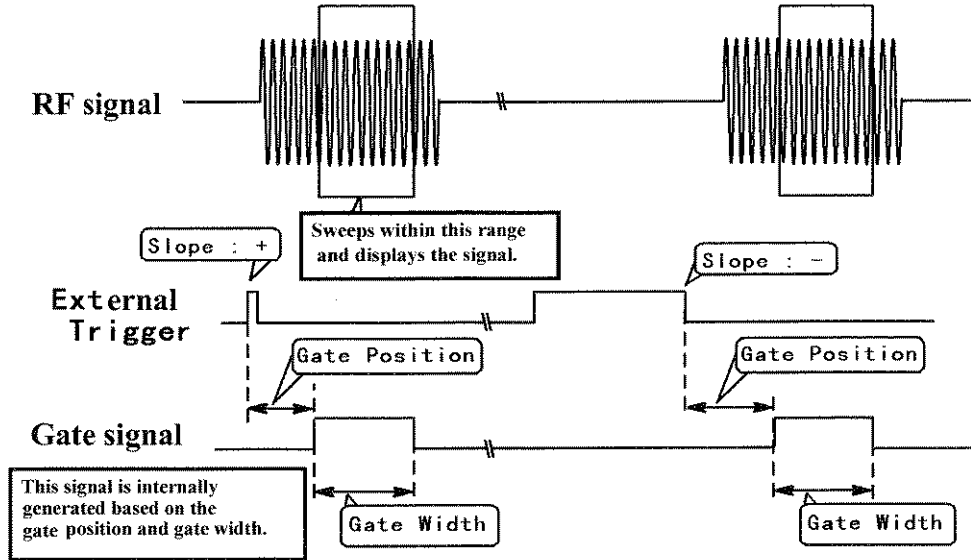 RF signal
Sweeps within this range
and displays the signal.
Slope : +
Slope : -
External
Trigger
Gate Position
Gate Position
Gate signal
This signal is internally
generated based on the
gate position and gate width.
Gate Width
Gate Width